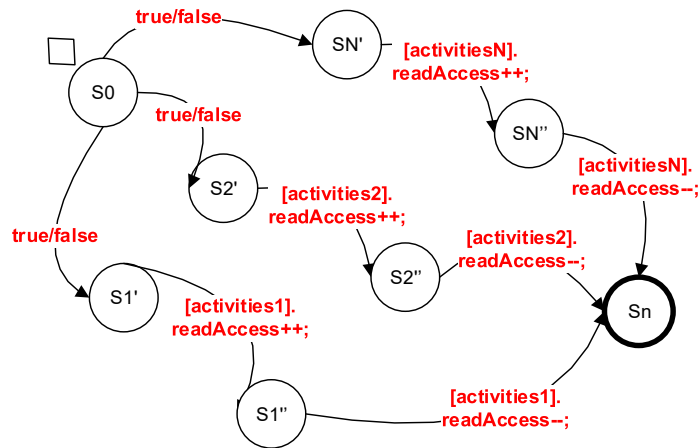 true/false
SN'
[activitiesN].
readAccess++;
S0
true/false
SN''
[activitiesN].
readAccess--;
S2'
[activities2].
readAccess++;
true/false
[activities2].
readAccess--;
S2''
S1'
[activities1].
readAccess++;
Sn
S1''
[activities1].
readAccess--;